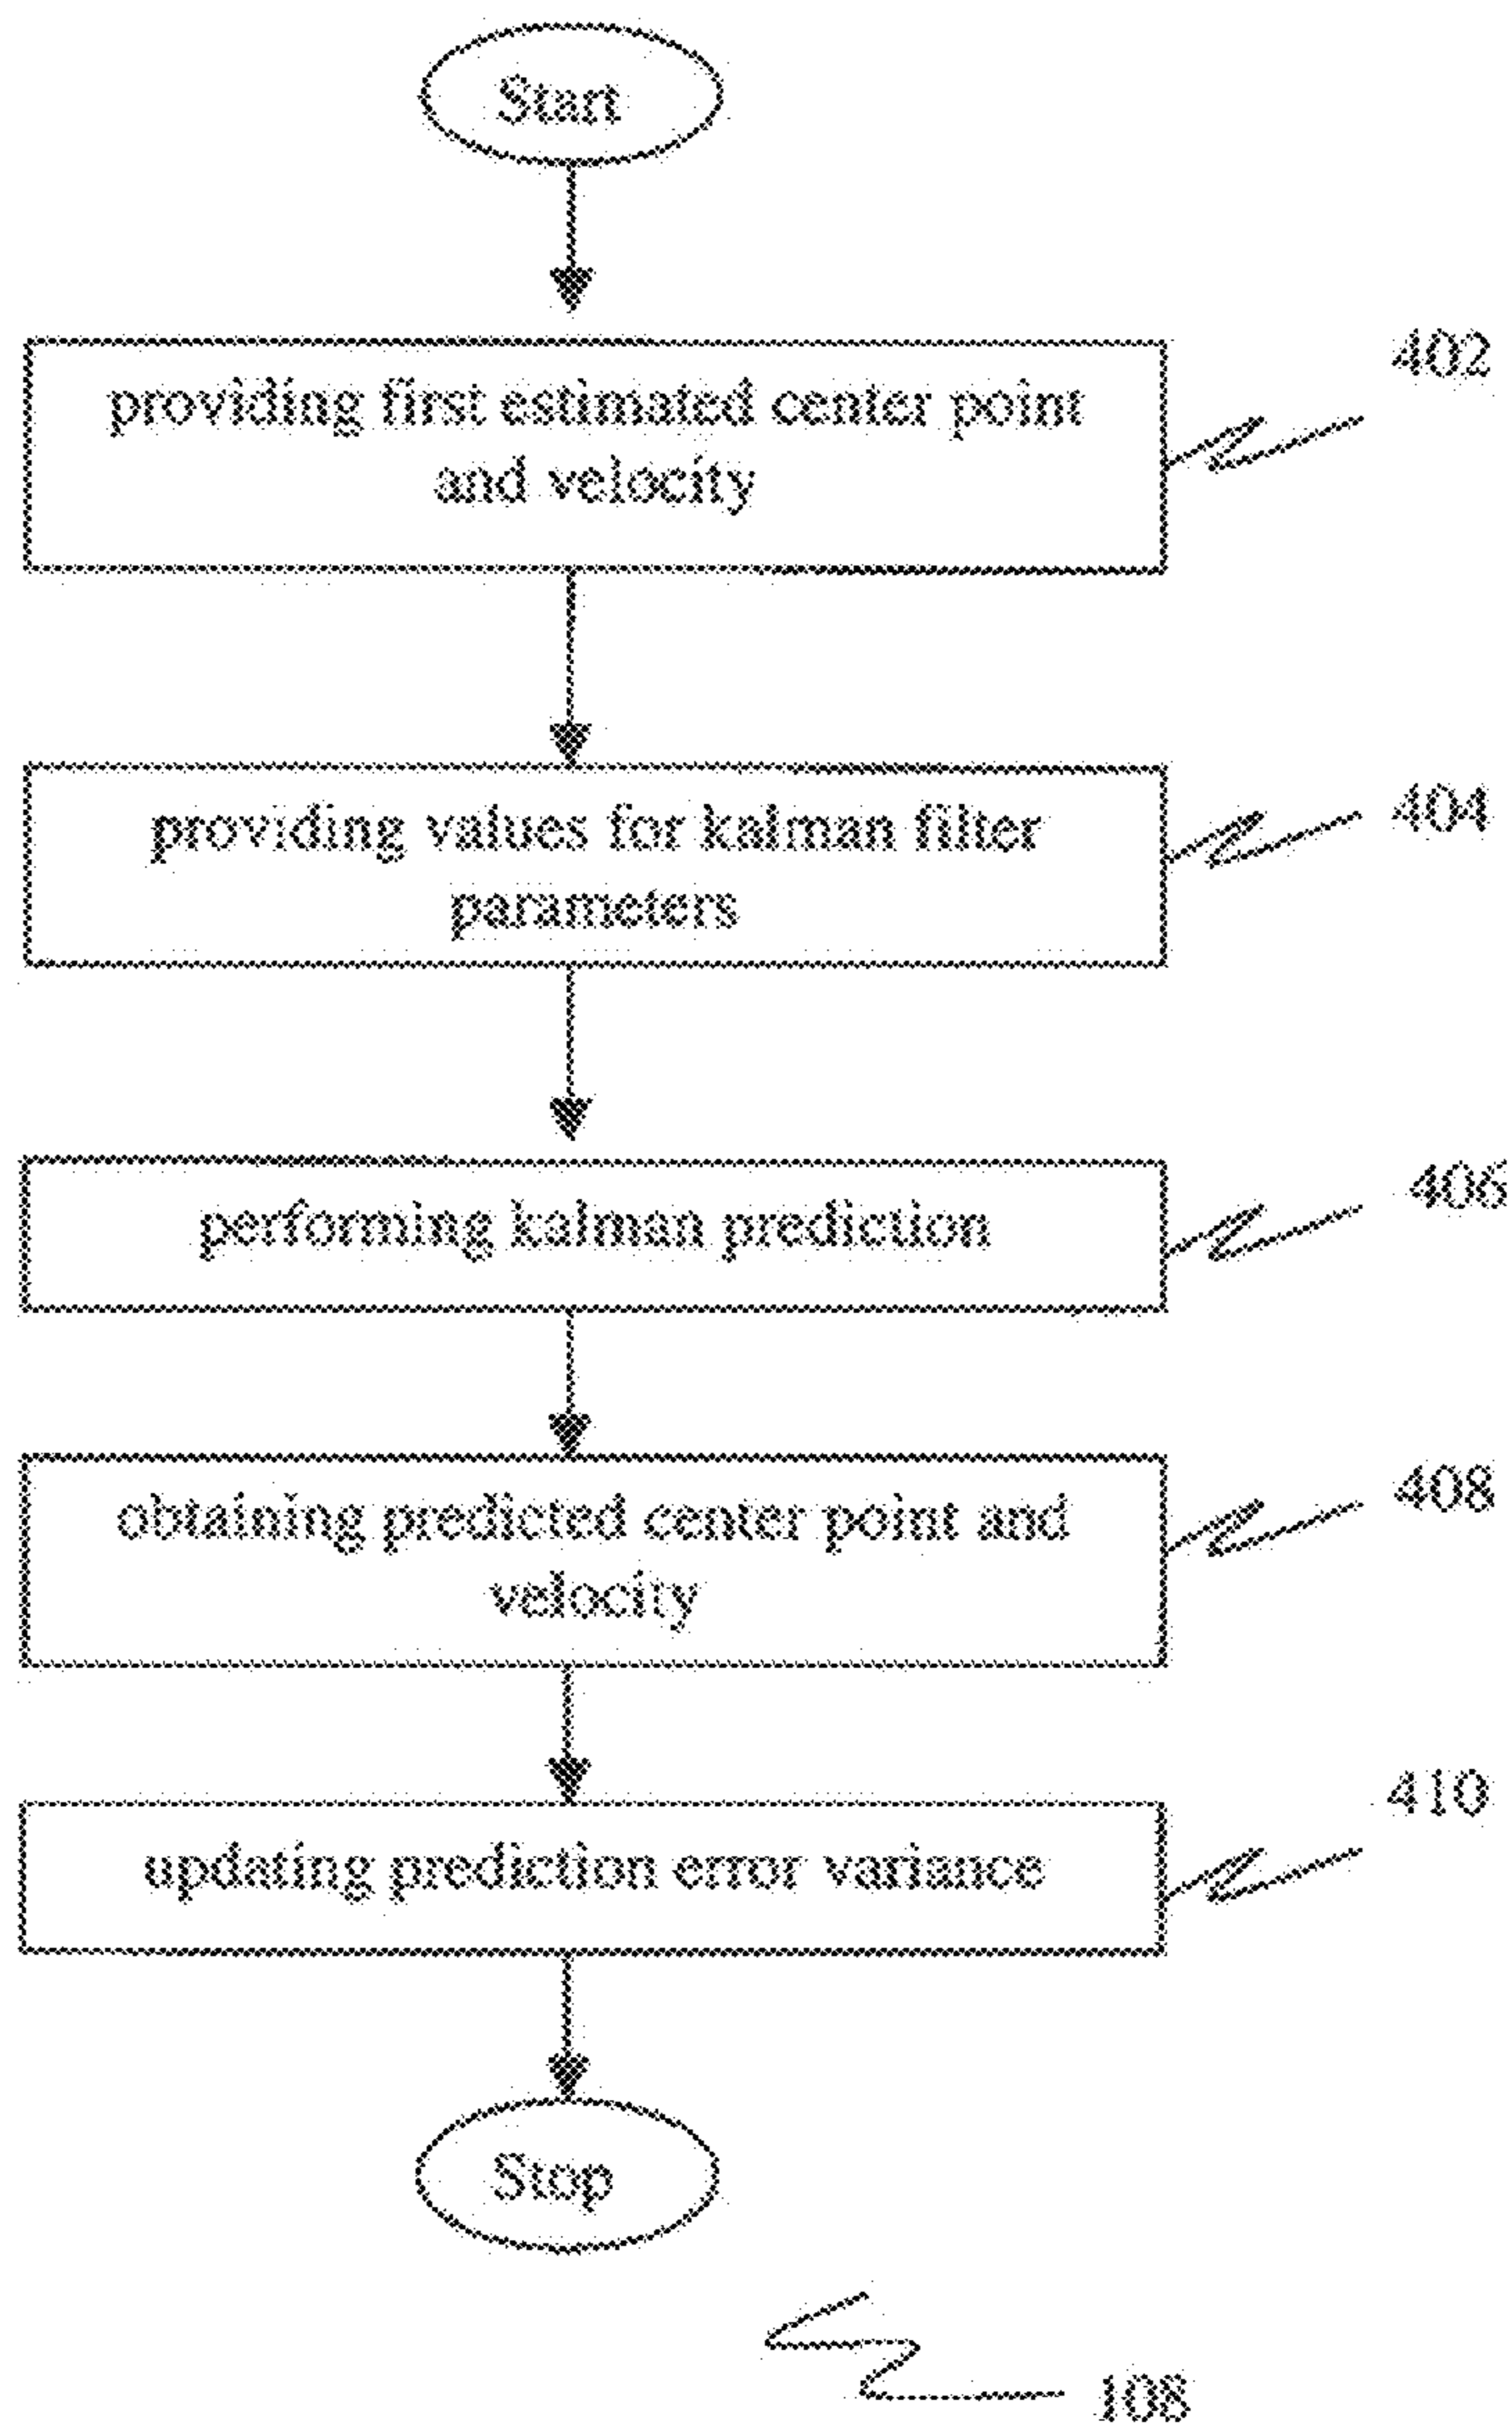 Start
402
providing first estimated center point
and velocity
404
providing values for kalman filter
parameters
406
performing kalman prediction
408
obtaining predicted center point and
velocity
410
updating prediction error variance
Stop
108